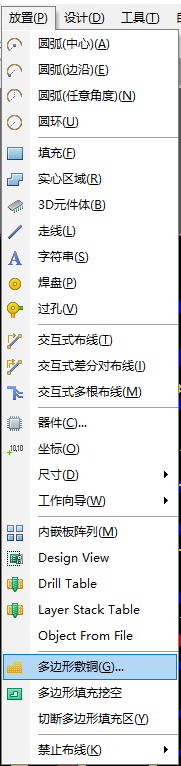 放置(P) 设计(D) 工具(T)
圆弧(中心)(A)
圆弧(边沿)(E)
圆弧(任意角度)(N)
圆环(U)
填充(F)
实心区域(R)
3D元件体(B)
走线(L)
字符串(S)
焊盘(P)
过孔(V)
交互式布线(T)
交互式差分对布线(I)
交互式多根布线(M)
器件(C)...
+10,10 坐标(O)
尺寸(D)
工作向导(W)
内嵌板阵列(M)
Design View
Drill Table
Layer Stack Table
Object From File
多边形敷铜(G)...
多边形填充挖空
切断多边形填充区(Y)
禁止布线(K)